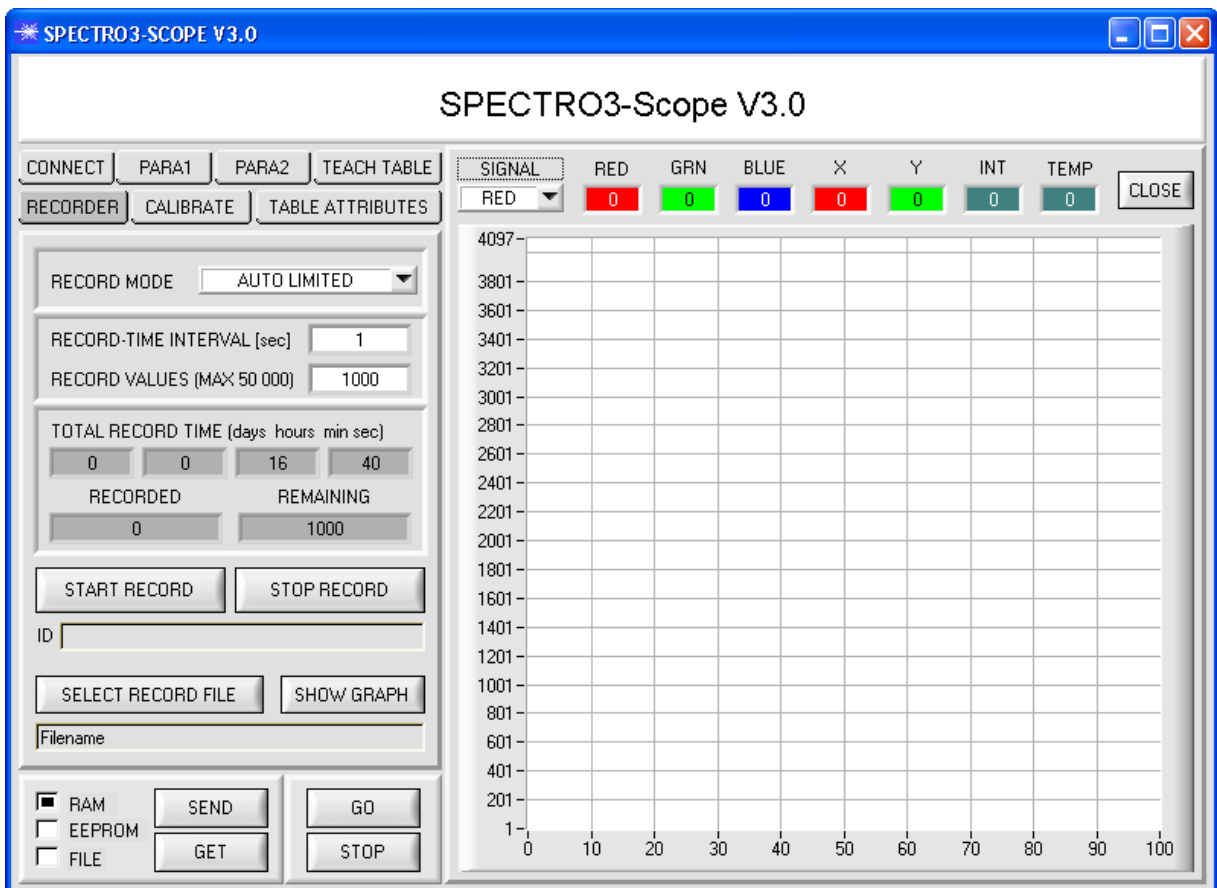 SPECTRO3-SCOPE V3.0
SPECTRO3-Scope V3.0
CONNECT PARA1 PARA2 TEACH TABLE
RECORDER CALIBRATE TABLE ATTRIBUTES
RECORD MODE AUTO LIMITED
RECORD-TIME INTERVAL [sec] 1
RECORD VALUES (MAX 50 000) 1000
TOTAL RECORD TIME (days hours min sec)
0 0 16 40
RECORDED REMAINING
0 1000
START RECORD STOP RECORD
ID
SELECT RECORD FILE SHOW GRAPH
Filename
RAM
EEPROM
FILE
SEND
GET
GO
STOP
SIGNAL RED GRN BLUE X Y INT TEMP
RED 0 0 0 0 0 0 0
CLOSE
4097
3801
3601
3401
3201
3001
2801
2601
2401
2201
2001
1801
1601
1401
1201
1001
801
601
401
201
1
0 10 20 30 40 50 60 70 80 90 100